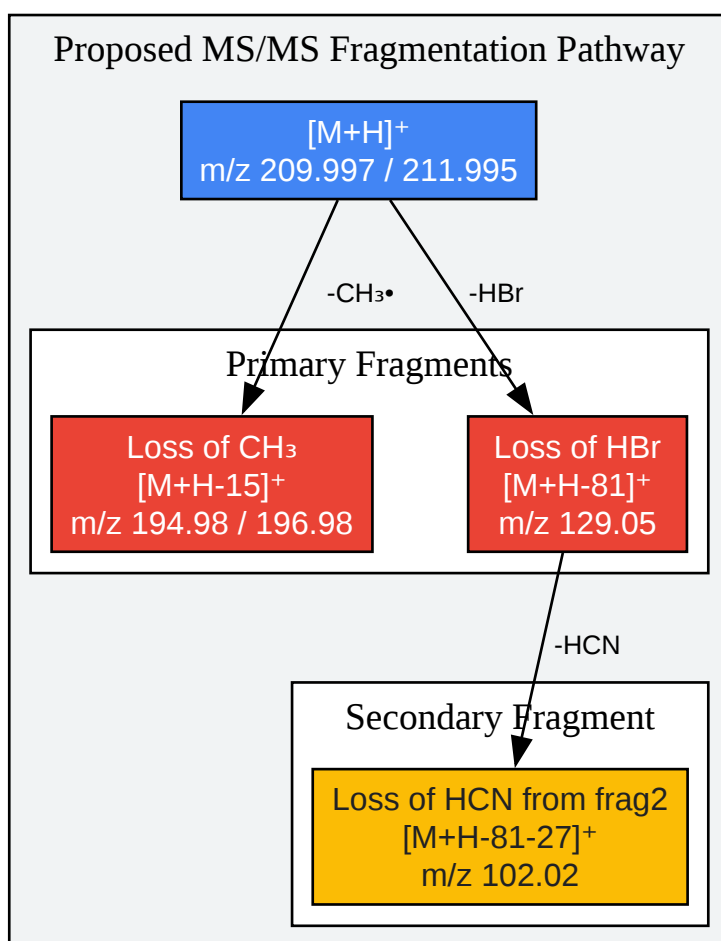 Proposed MS/MS Fragmentation Pathway
[M+H]⁺
m/z 209.997 / 211.995
-CH₃•
-HBr
Primary Fragments
Loss of CH₃
[M+H-15]⁺
m/z 194.98 / 196.98
Loss of HBr
[M+H-81]⁺
m/z 129.05
-HCN
Secondary Fragment
Loss of HCN from frag2
[M+H-81-27]⁺
m/z 102.02